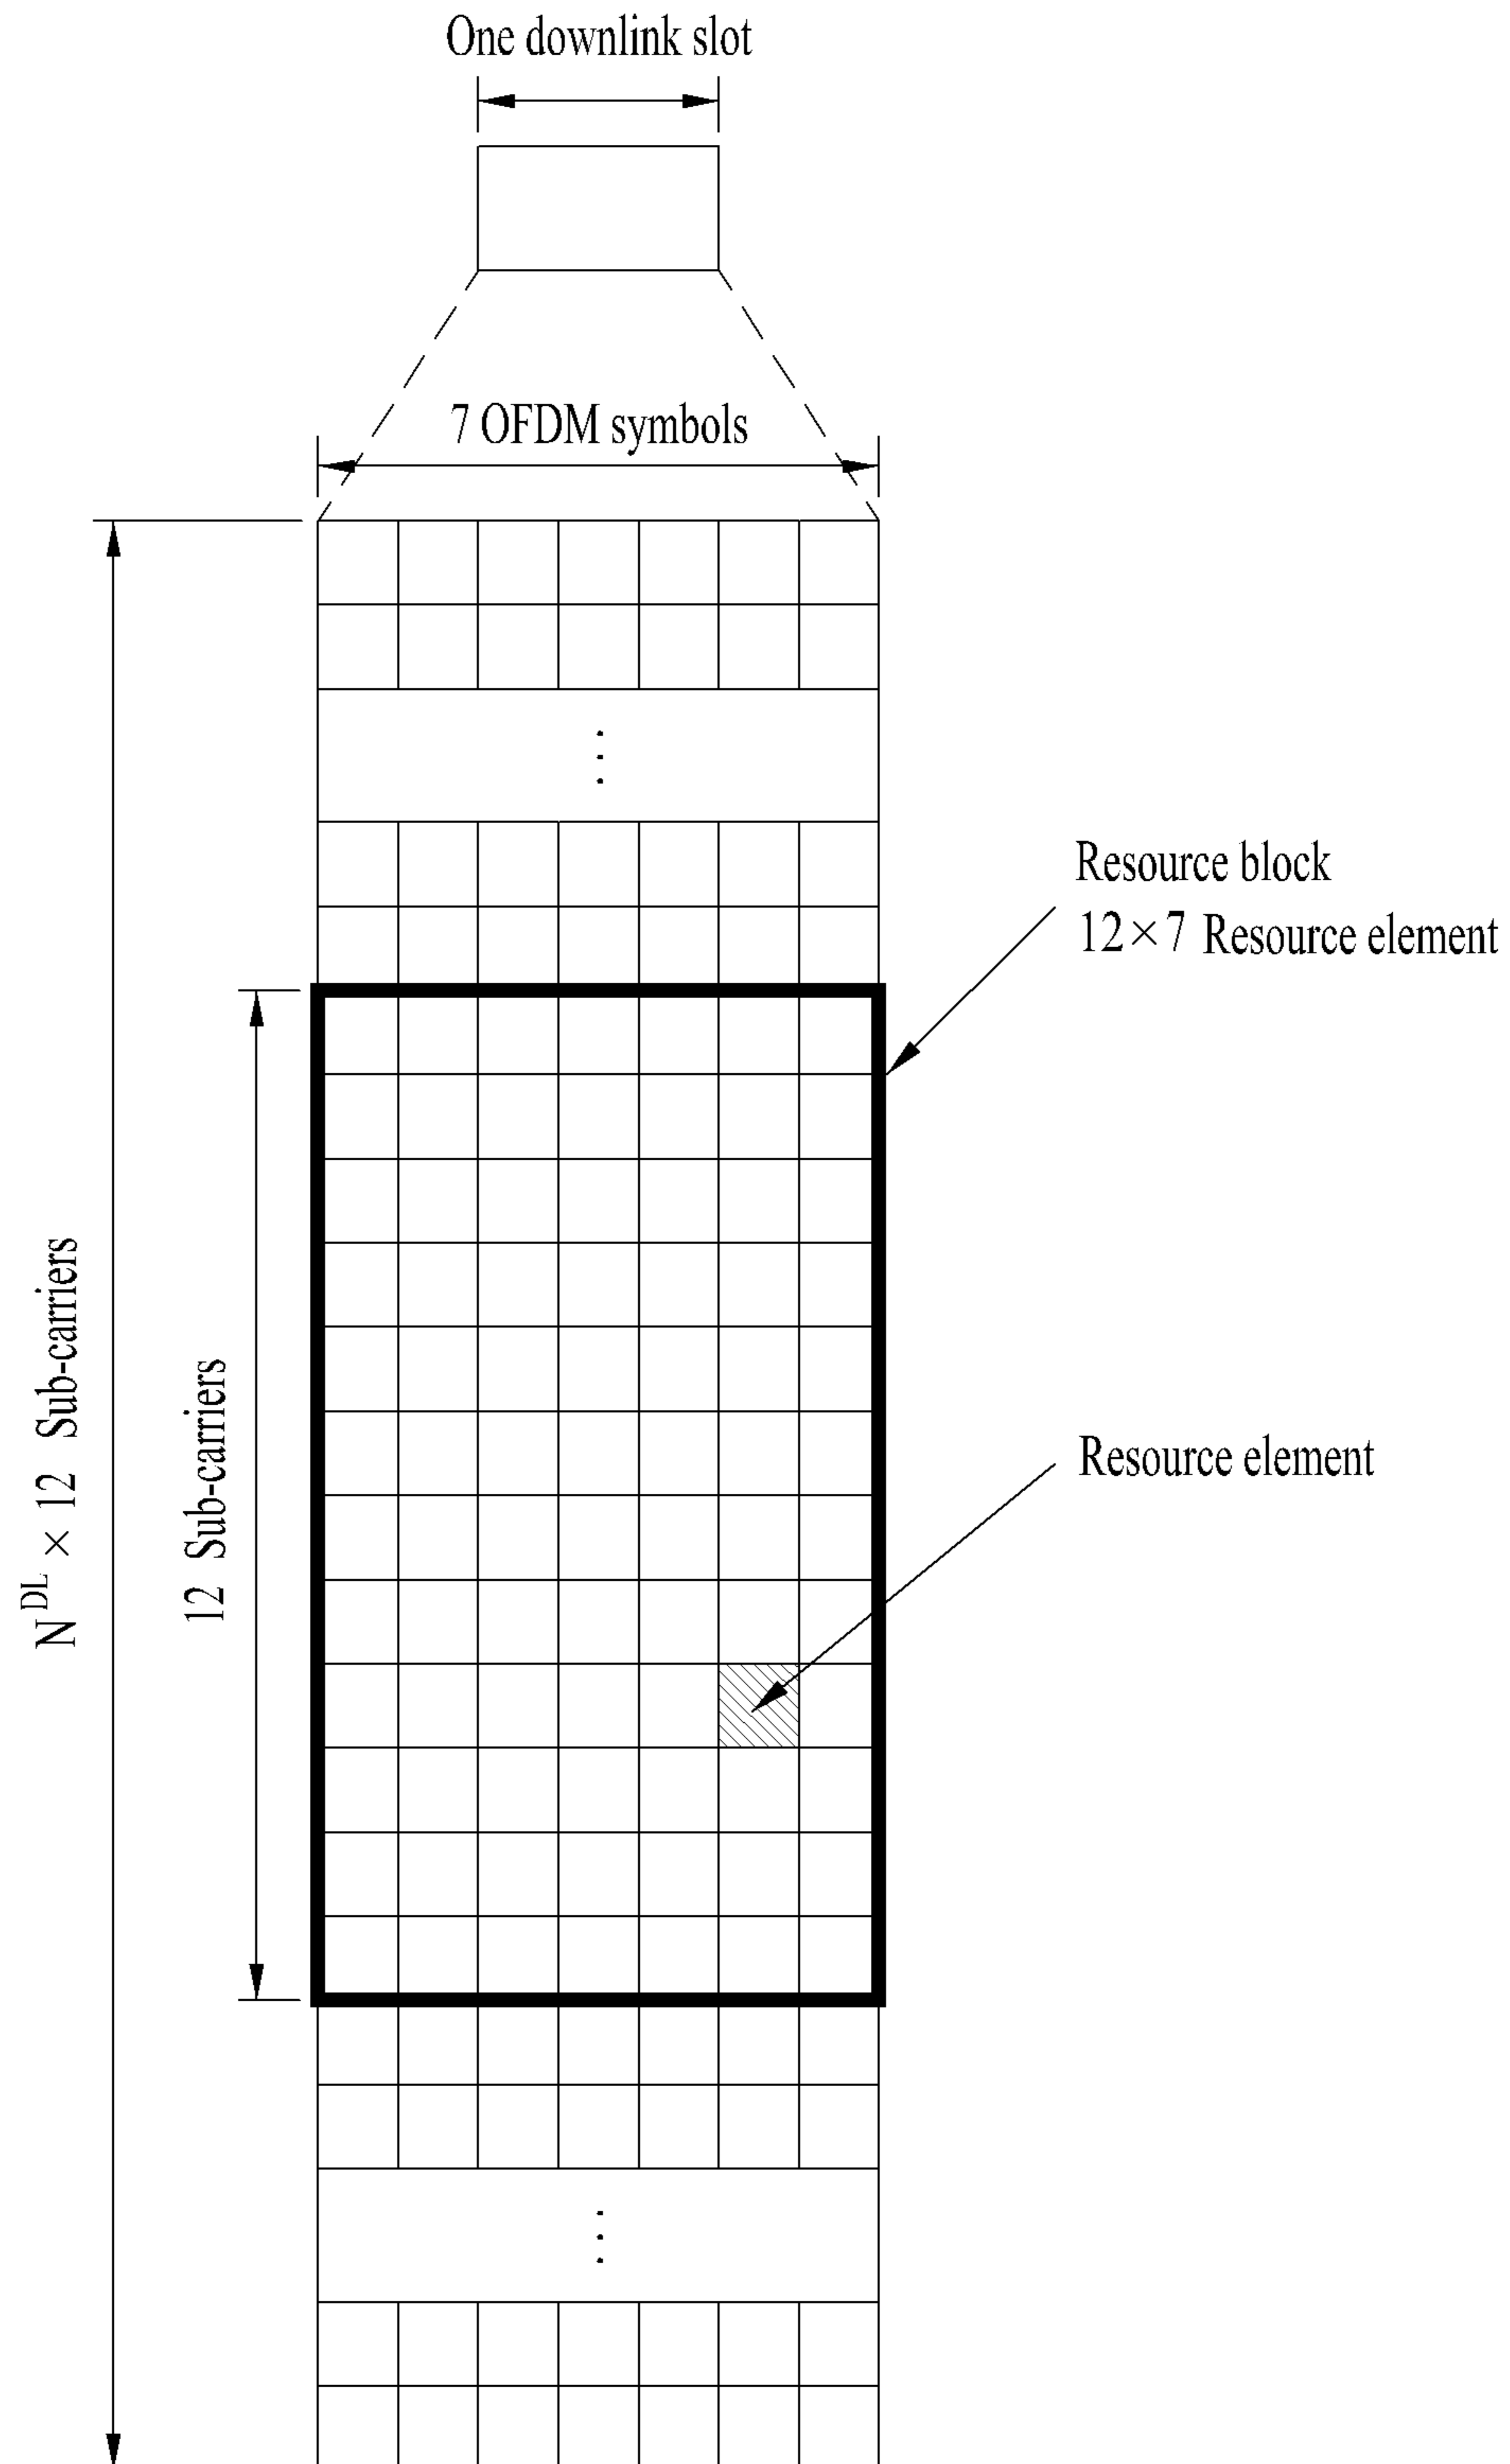 One downlink slot
7 OFDM symbols
Resource block
12×7 Resource element
N^DL × 12 Sub-carriers
12 Sub-carriers
Resource element